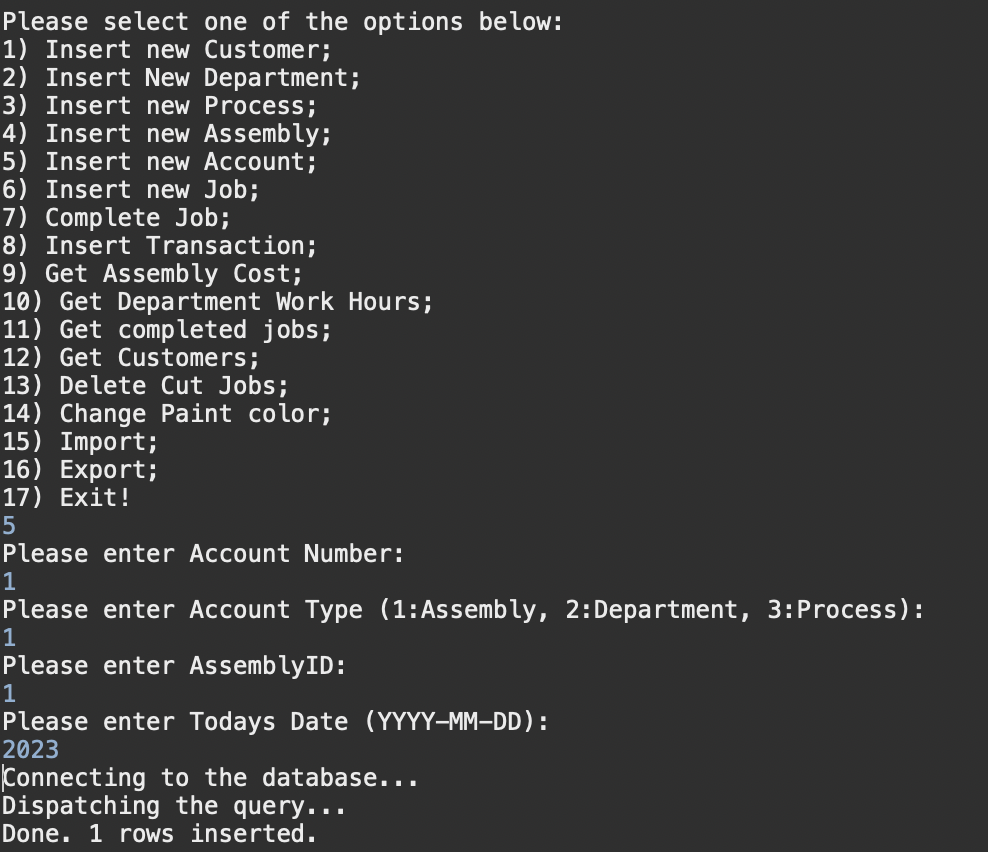 Please select one of the options below:
1) Insert new Customer;
2) Insert New Department;
3) Insert new Process;
4) Insert new Assembly;
5) Insert new Account;
6) Insert new Job;
7) Complete Job;
8) Insert Transaction;
9) Get Assembly Cost;
10) Get Department Work Hours;
11) Get completed jobs;
12) Get Customers;
13) Delete Cut Jobs;
14) Change Paint color;
15) Import;
16) Export;
17) Exit!
5
Please enter Account Number:
1
Please enter Account Type (1:Assembly, 2:Department, 3:Process):
1
Please enter AssemblyID:
1
Please enter Todays Date (YYYY-MM-DD):
2023
Connecting to the database...
Dispatching the query...
Done. 1 rows inserted.